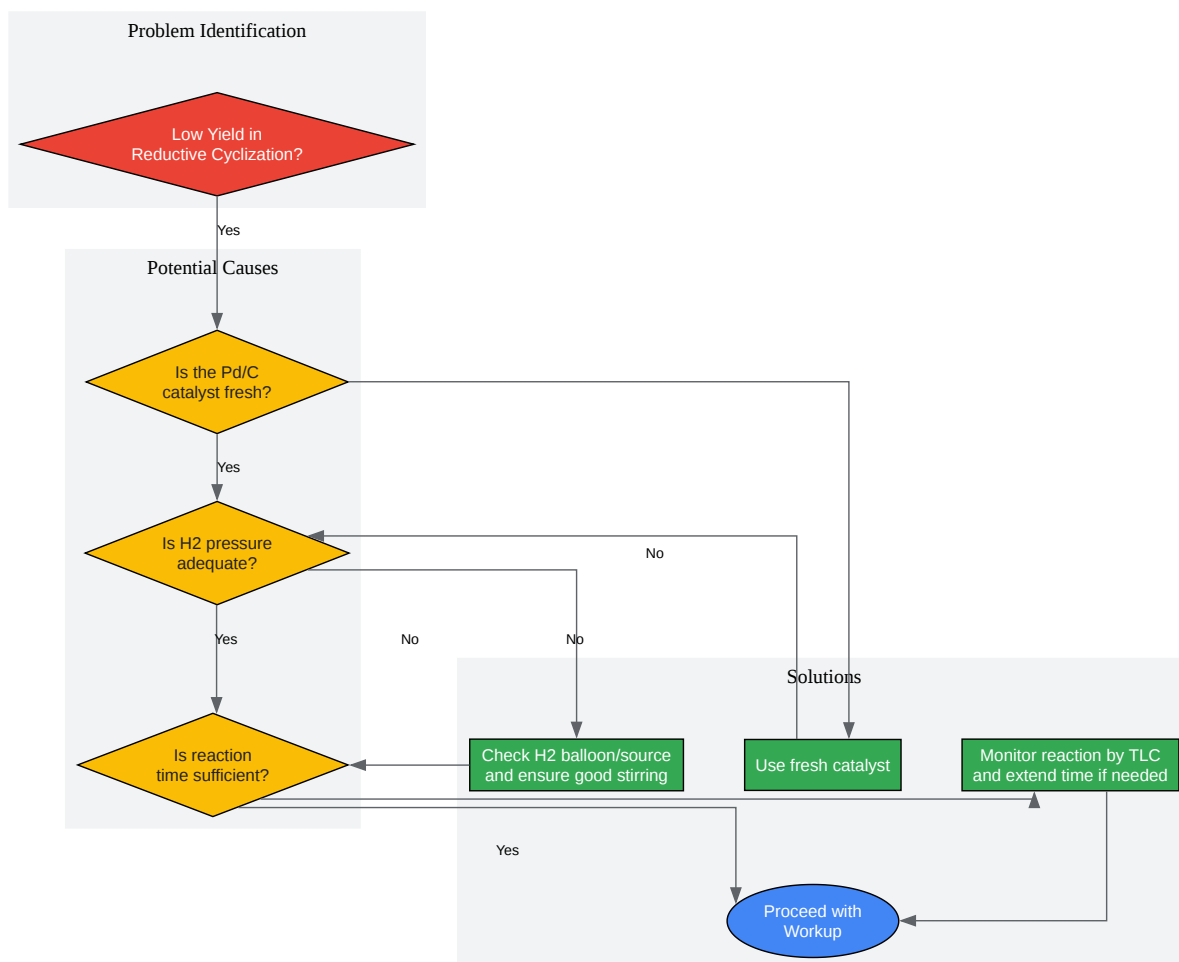 Problem Identification
Low Yield in
Reductive Cyclization?
Yes
Potential Causes
Is the Pd/C
catalyst fresh?
Yes
Is H2 pressure
adequate?
No
Yes
No
No
Solutions
Is reaction
time sufficient?
Check H2 balloon/source
and ensure good stirring
Use fresh catalyst
Monitor reaction by TLC
and extend time if needed
Yes
Proceed with
Workup